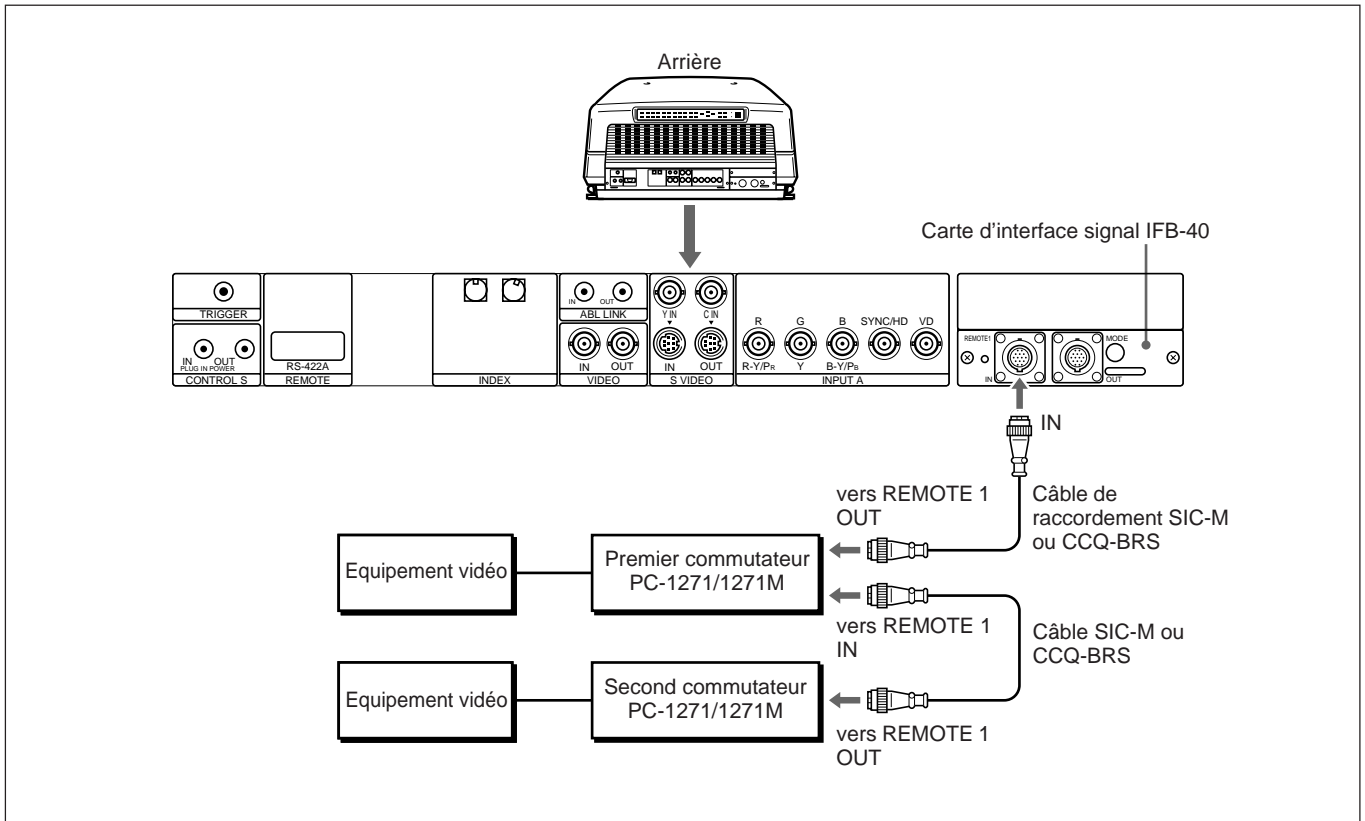 Arrière
Carte d'interface signal IFB-40
TRIGGER
IN OUT
PLUG IN POWER
CONTROL S
RS-422A
REMOTE
INDEX
IN OUT
ABL LINK
IN OUT
VIDEO
Y IN C IN
IN OUT
S VIDEO
R G B SYNC/HD VD
R-Y/PR Y B-Y/PB
INPUT A
REMOTE1
MODE
IN
OUT
IN
vers REMOTE 1
OUT
Câble de
raccordement SIC-M
ou CCQ-BRS
Equipement vidéo
Premier commutateur
PC-1271/1271M
vers REMOTE 1
IN
Câble SIC-M ou
CCQ-BRS
Equipement vidéo
Second commutateur
PC-1271/1271M
vers REMOTE 1
OUT